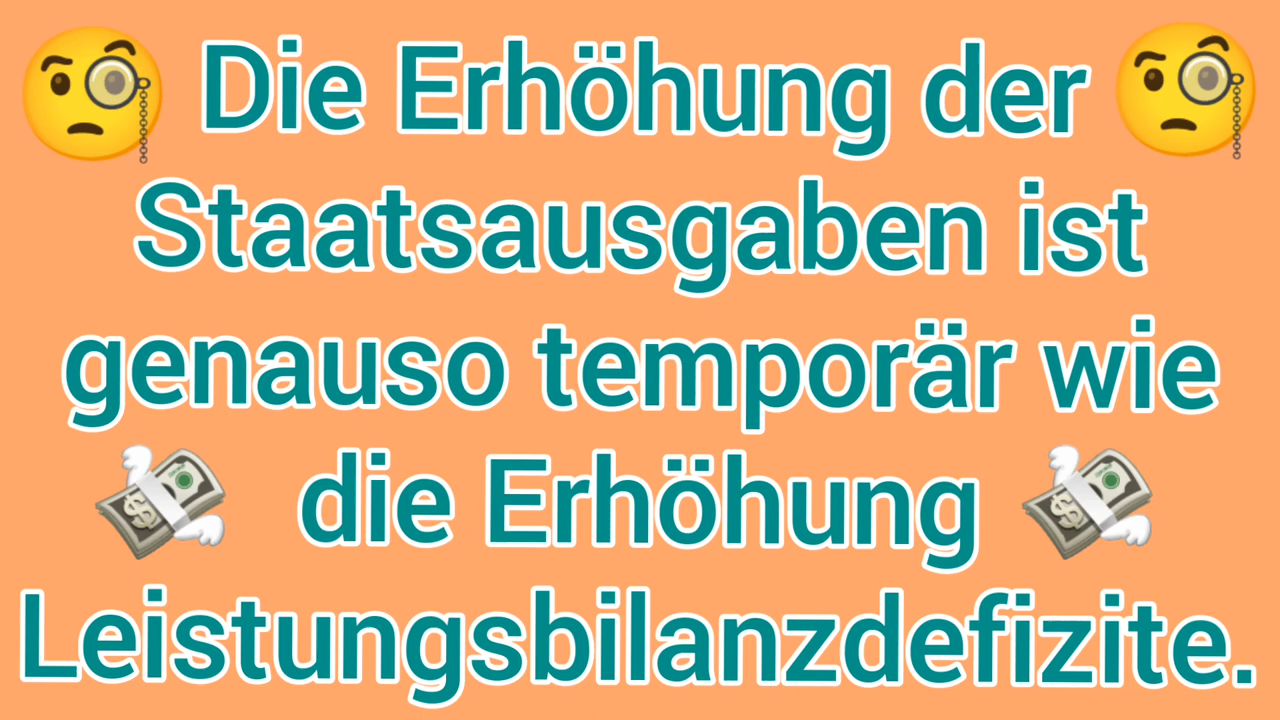 Die Erhöhung der
Staatsausgaben ist
genauso temporär wie
die Erhöhung
Leistungsbilanzdefizite.